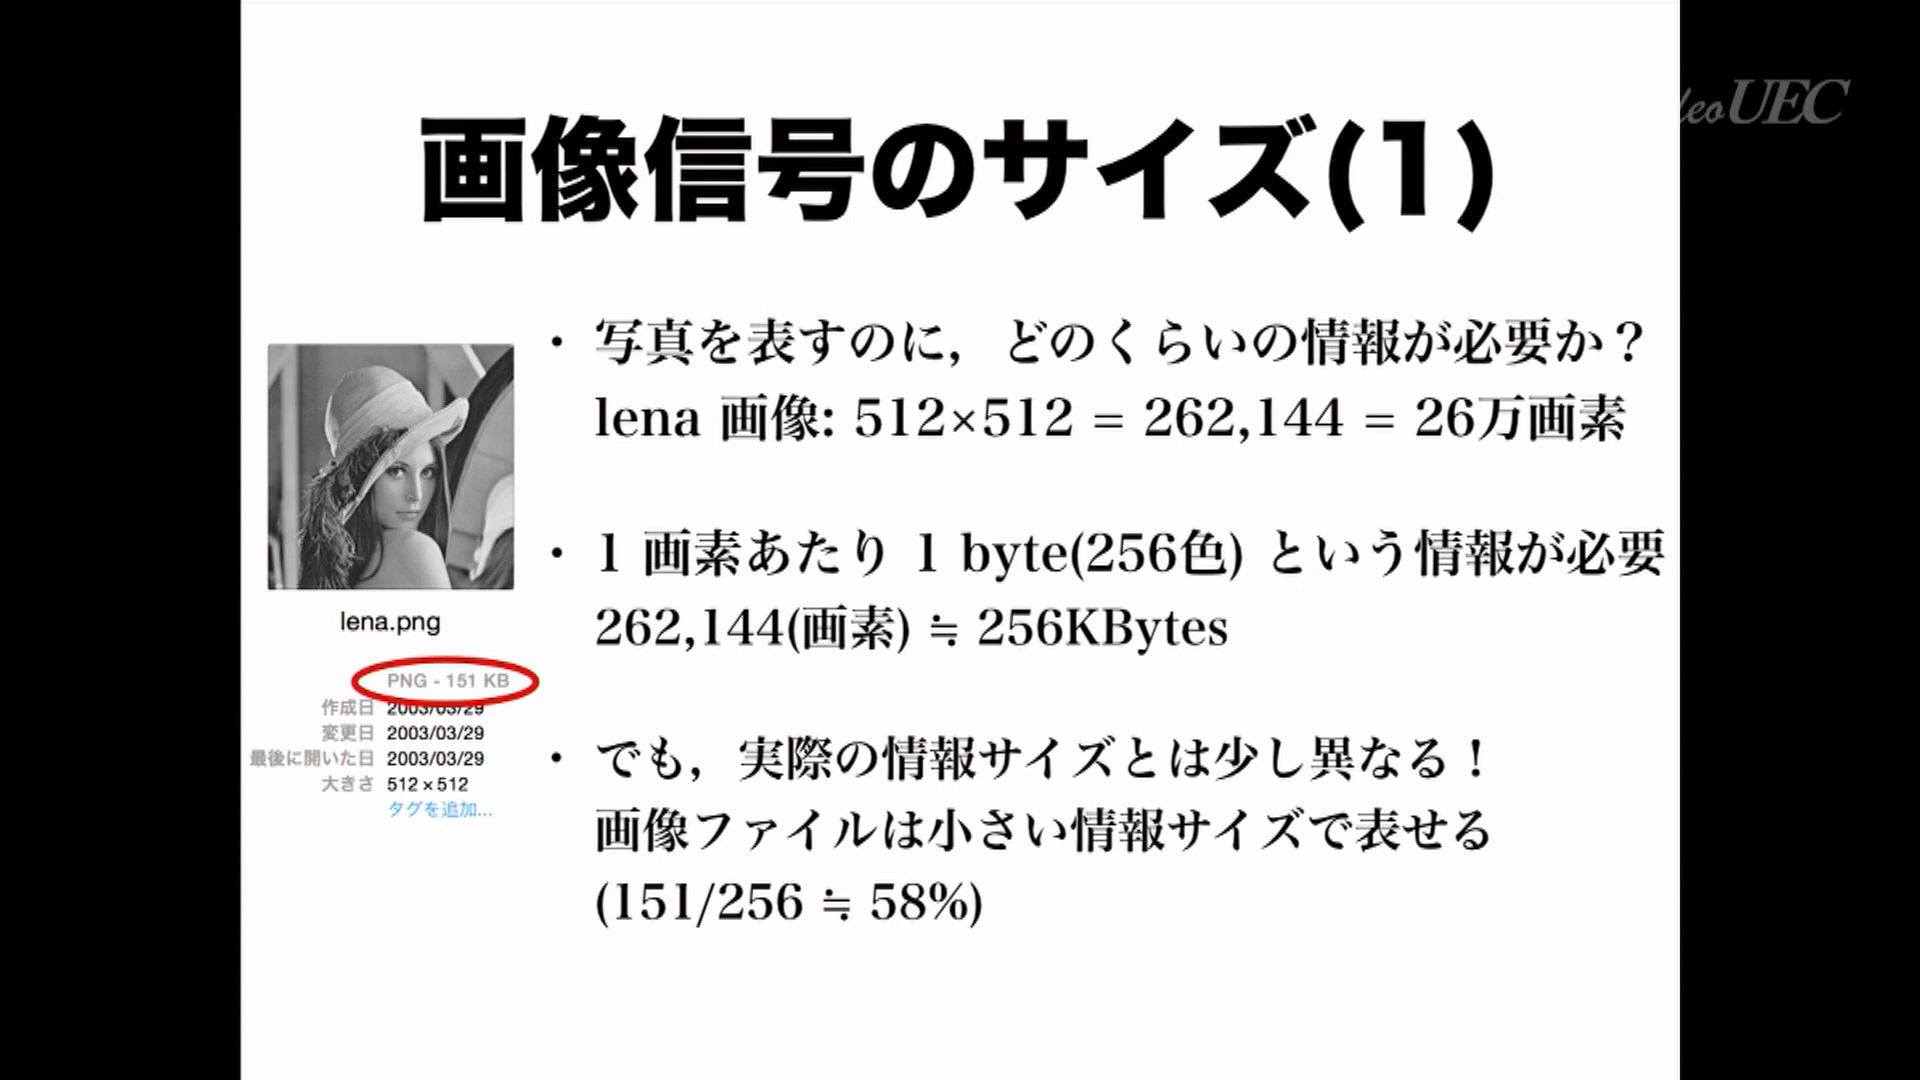 deoUEC
画像信号のサイズ(1)
・ 写真を表すのに，どのくらいの情報が必要か？
lena 画像: 512×512 = 262,144 = 26万画素
・ 1 画素あたり 1 byte(256色) という情報が必要
262,144(画素) ≒ 256KBytes
・ でも，実際の情報サイズとは少し異なる！
画像ファイルは小さい情報サイズで表せる
(151/256 ≒ 58%)
lena.png
PNG - 151 KB
作成日 2003/03/29
変更日 2003/03/29
最後に開いた日 2003/03/29
大きさ 512×512
タグを追加...